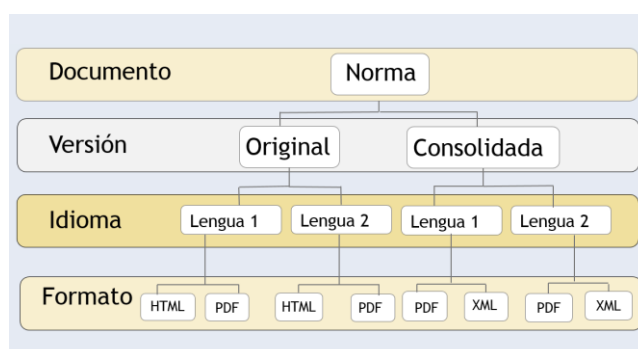 Documento Norma
Versión Original Consolidada
Idioma Lengua 1 Lengua 2 Lengua 1 Lengua 2
Formato HTML PDF HTML PDF PDF XML PDF XML